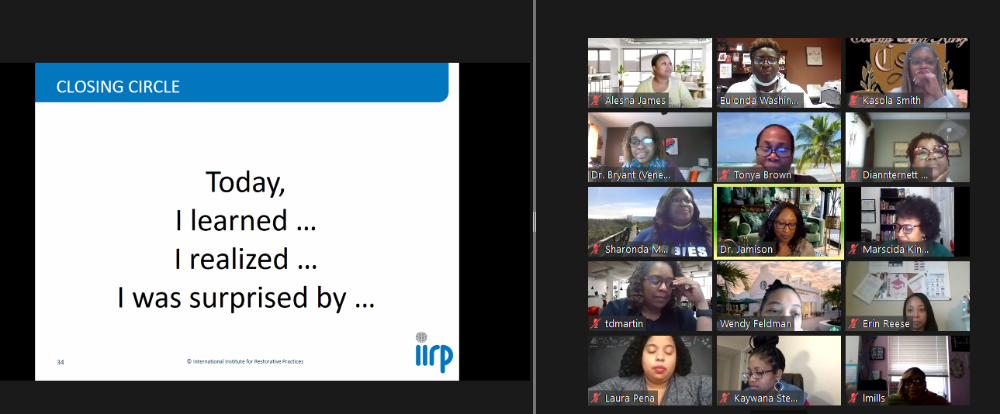 CLOSING CIRCLE
Today,
I learned ...
I realized ...
I was surprised by ...
34
© International Institute for Restorative Practices
iirp
Alesha James
Eulonda Washin...
Kasola Smith
Dr. Bryant (Vene...
Tonya Brown
Diannternett ...
Sharonda M...
BIES
Dr. Jamison
Marscida Kin...
tdmartin
Wendy Feldman
Erin Reese
Laura Pena
Kaywana Ste...
lmills